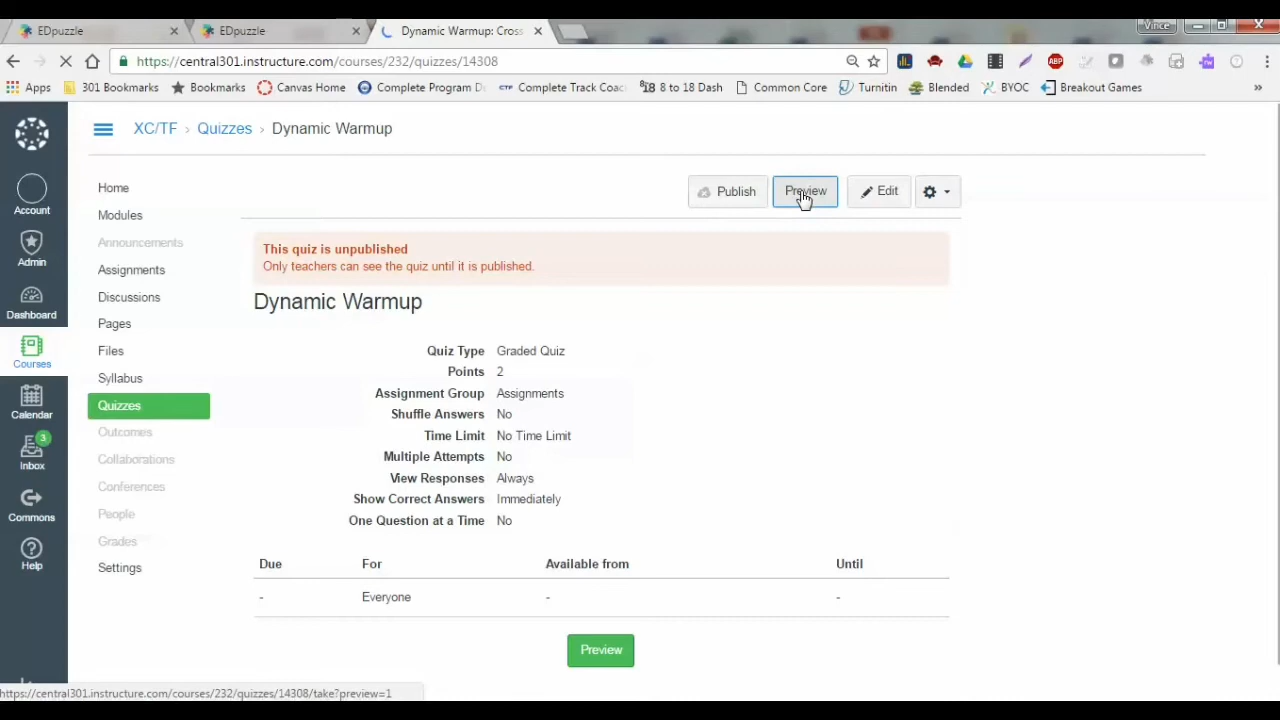 EDpuzzle
EDpuzzle
Dynamic Warmup: Cross
Vince
https://central301.instructure.com/courses/232/quizzes/14308
ABP
Apps
301 Bookmarks
Bookmarks
Canvas Home
Complete Program D
CTF Complete Track Coac
8 to 18 Dash
Common Core
Turnitin
Blended
BYOC
Breakout Games
»
XC/TF › Quizzes › Dynamic Warmup
Account
Admin
Dashboard
Courses
Calendar
3
Inbox
Commons
Help
Home
Modules
Announcements
Assignments
Discussions
Pages
Files
Syllabus
Quizzes
Outcomes
Collaborations
Conferences
People
Grades
Settings
Publish
Preview
Edit
This quiz is unpublished
Only teachers can see the quiz until it is published.
Dynamic Warmup
Quiz Type Graded Quiz
Points 2
Assignment Group Assignments
Shuffle Answers No
Time Limit No Time Limit
Multiple Attempts No
View Responses Always
Show Correct Answers Immediately
One Question at a Time No
Due For Available from Until
- Everyone - -
Preview
https://central301.instructure.com/courses/232/quizzes/14308/take?preview=1